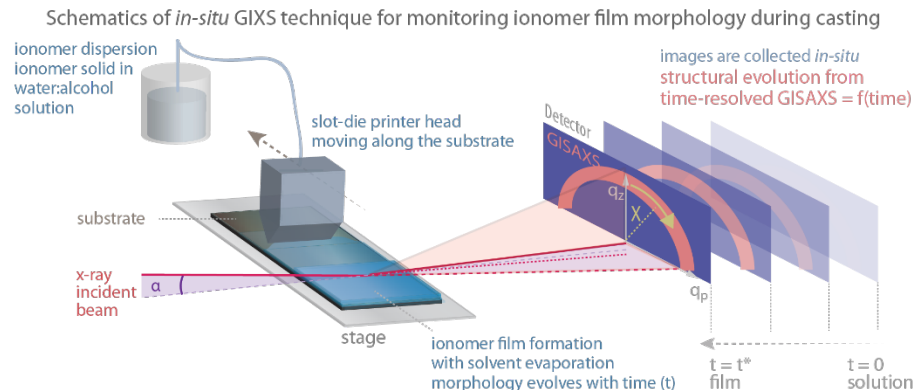 Schematics of in-situ GIXS technique for monitoring ionomer film morphology during casting
ionomer dispersion
ionomer solid in
water:alcohol
solution
slot-die printer head
moving along the substrate
images are collected in-situ
structural evolution from
time-resolved GISAXS = f(time)
Detector
GISAXS
qz
χ
qp
substrate
x-ray
incident
beam
α
stage
ionomer film formation
with solvent evaporation
morphology evolves with time (t)
t = t*
film
t = 0
solution